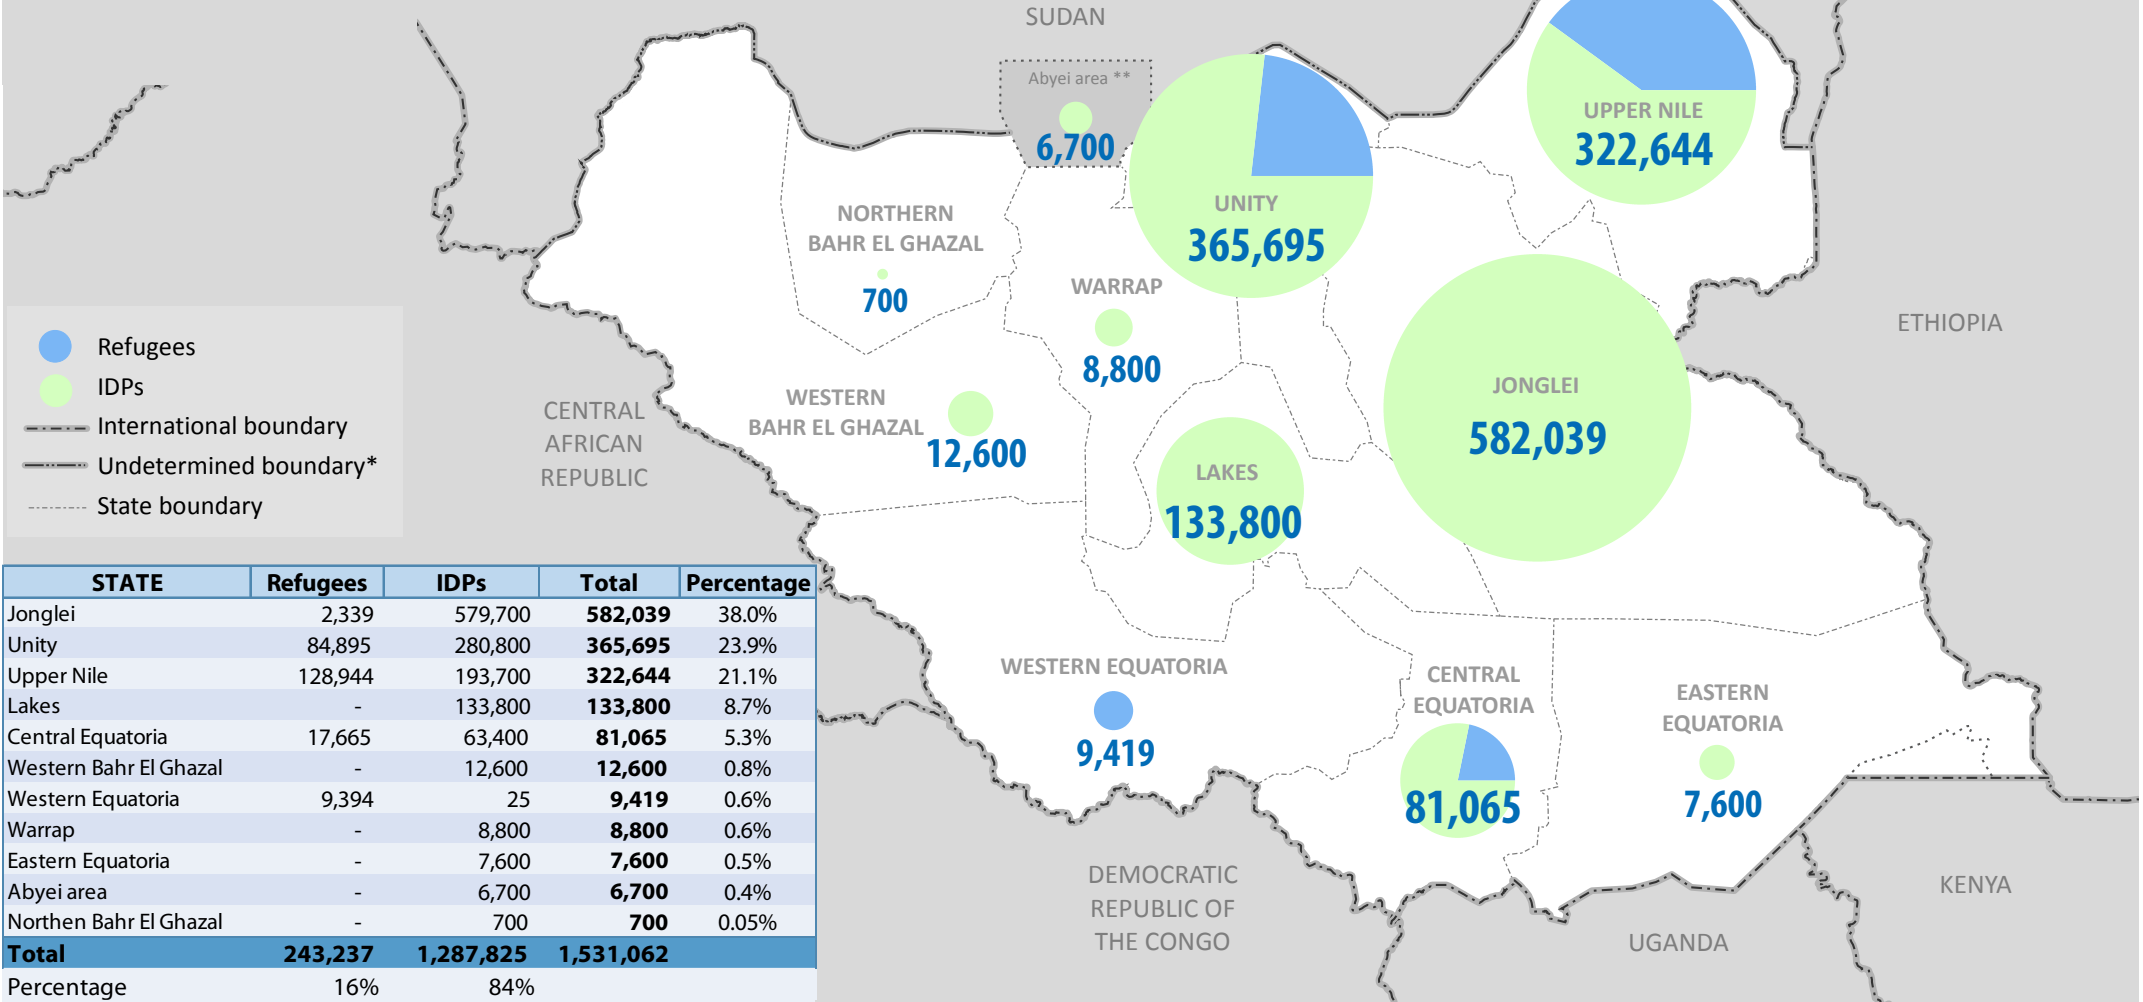 SUDAN
Abyei area **
6,700
UPPER NILE
322,644
UNITY
365,695
NORTHERN
BAHR EL GHAZAL
700
WARRAP
8,800
ETHIOPIA
Refugees
IDPs
International boundary
Undetermined boundary*
State boundary
CENTRAL
AFRICAN
REPUBLIC
WESTERN
BAHR EL GHAZAL
12,600
JONGLEI
582,039
LAKES
133,800
STATE Refugees IDPs Total Percentage
Jonglei 2,339 579,700 582,039 38.0%
Unity 84,895 280,800 365,695 23.9%
Upper Nile 128,944 193,700 322,644 21.1%
Lakes - 133,800 133,800 8.7%
Central Equatoria 17,665 63,400 81,065 5.3%
Western Bahr El Ghazal - 12,600 12,600 0.8%
Western Equatoria 9,394 25 9,419 0.6%
Warrap - 8,800 8,800 0.6%
Eastern Equatoria - 7,600 7,600 0.5%
Abyei area - 6,700 6,700 0.4%
Northen Bahr El Ghazal - 700 700 0.05%
Total 243,237 1,287,825 1,531,062
Percentage 16% 84%
WESTERN EQUATORIA
9,419
CENTRAL
EQUATORIA
81,065
EASTERN
EQUATORIA
7,600
DEMOCRATIC
REPUBLIC OF
THE CONGO
UGANDA
KENYA